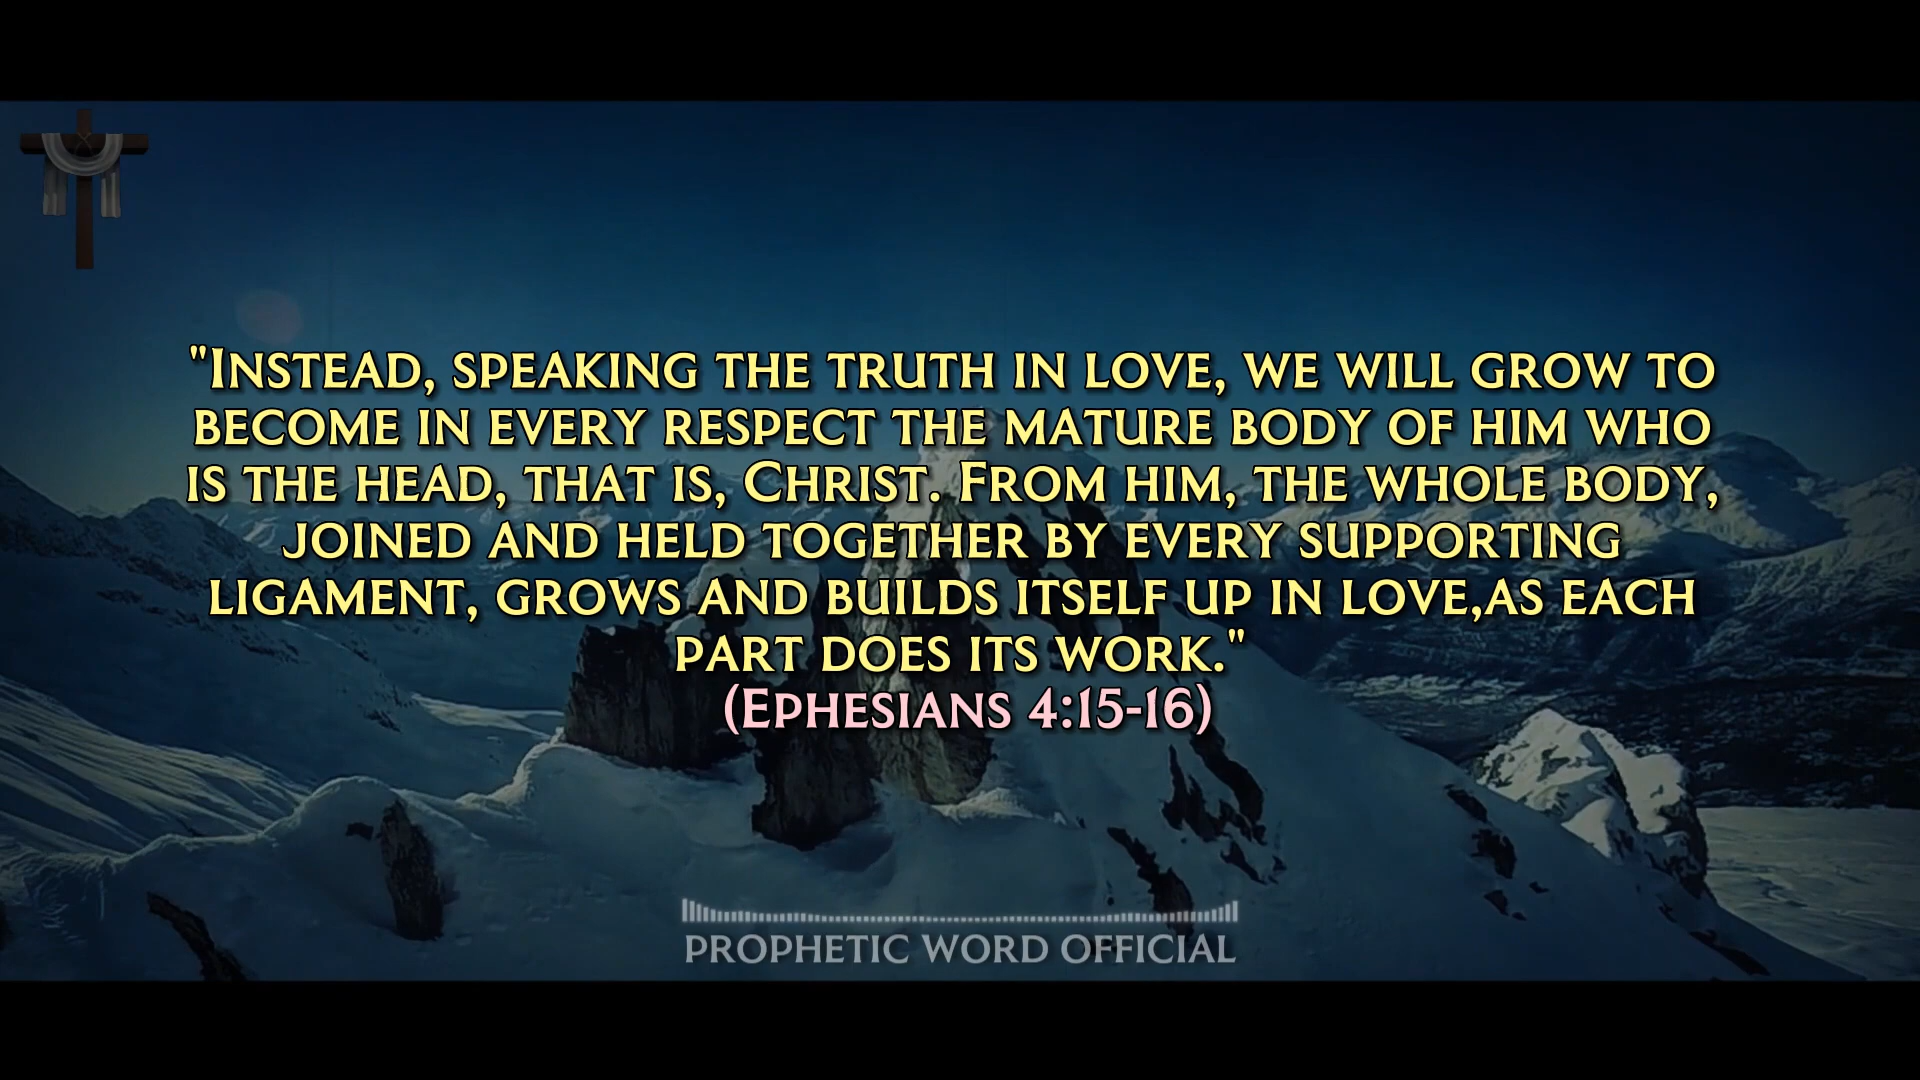 "Instead, speaking the truth in love, we will grow to
become in every respect the mature body of him who
is the head, that is, Christ. From him, the whole body,
joined and held together by every supporting
ligament, grows and builds itself up in love,as each
part does its work."
(Ephesians 4:15-16)
PROPHETIC WORD OFFICIAL